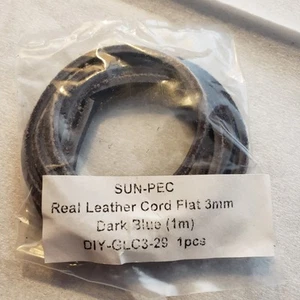 SUN-PEC
Real Leather Cord Flat 3mm
Dark Blue (1m)
DIY-GLC3-29 1pcs